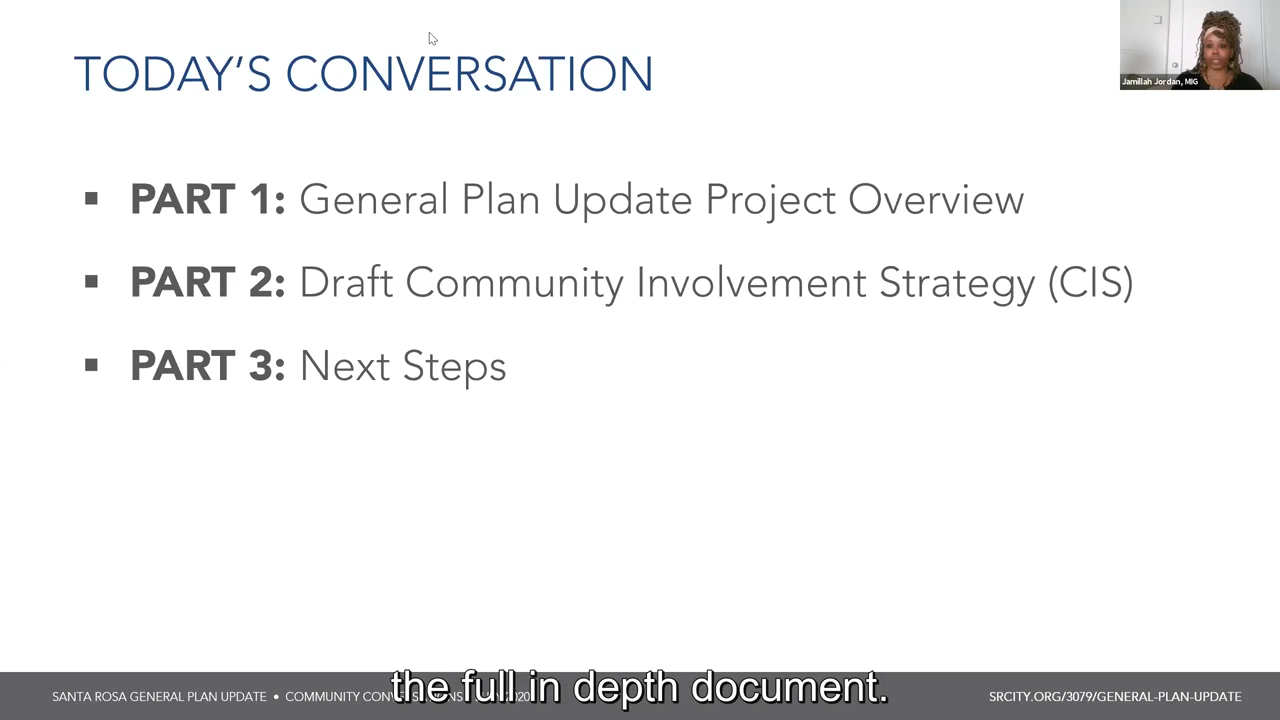 TODAY'S CONVERSATION
Jamillah Jordan, MIG
▪ PART 1: General Plan Update Project Overview
▪ PART 2: Draft Community Involvement Strategy (CIS)
▪ PART 3: Next Steps
the full in depth document.
SANTA ROSA GENERAL PLAN UPDATE • COMMUNITY 2020
SRCITY.ORG/3079/GENERAL-PLAN-UPDATE